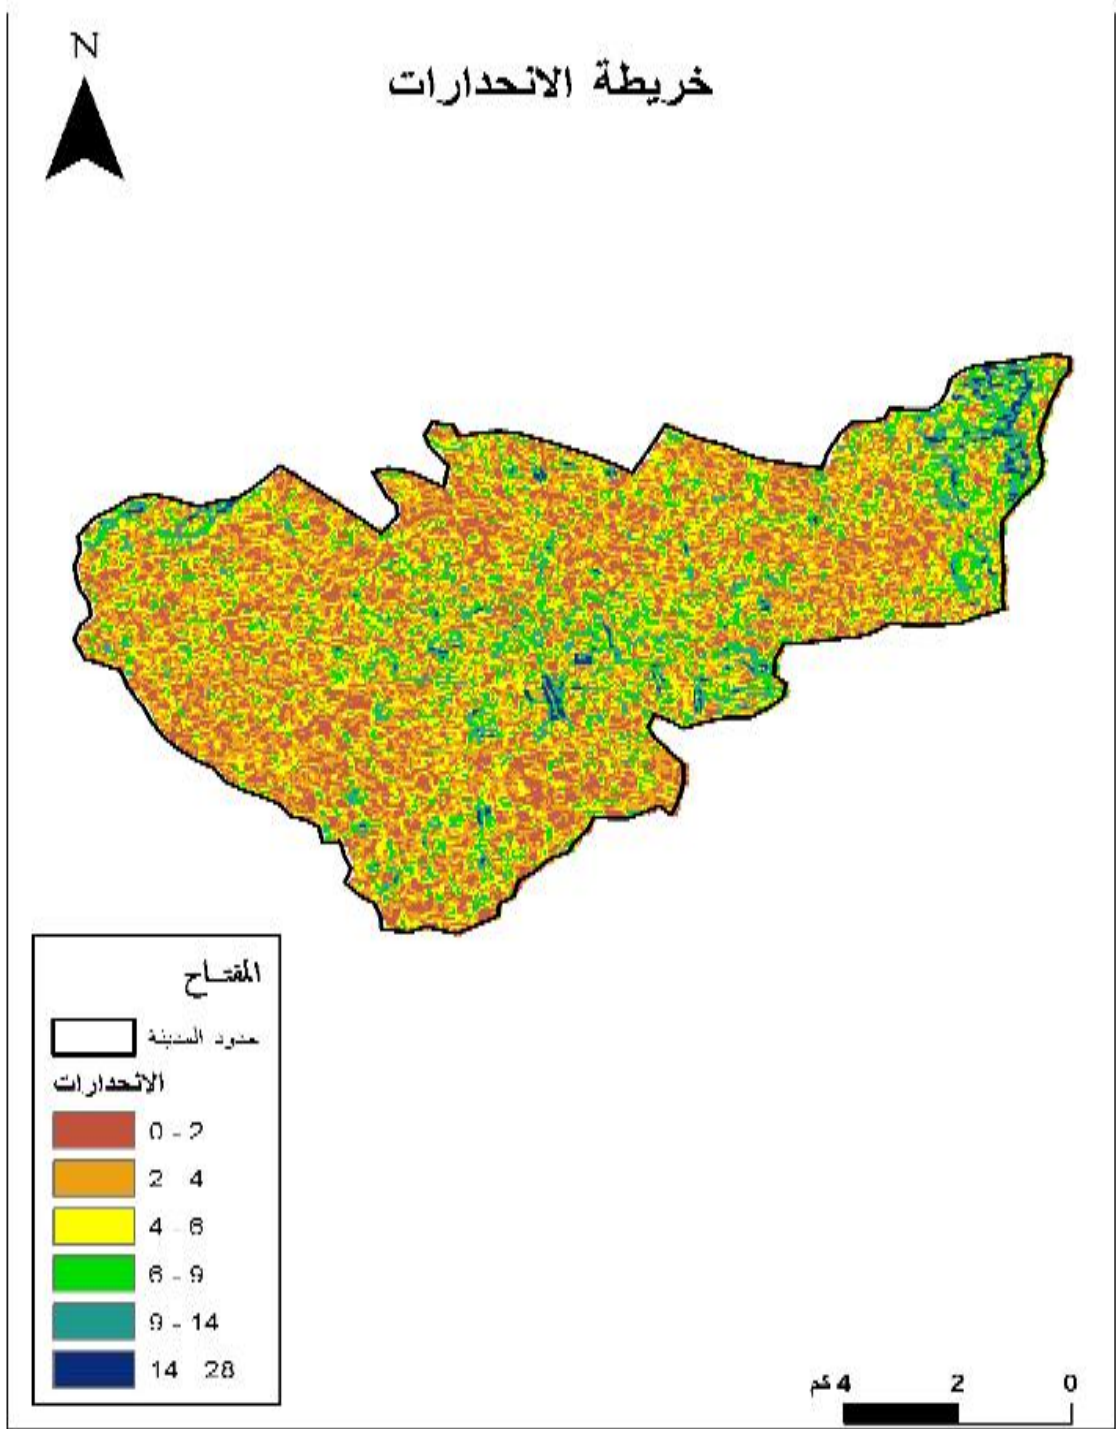 N
خريطة الانحدارات
المفتاح
حدود المدينة
الانحدارات
0 - 2
2 4
4 - 6
6 - 9
9 - 14
14 28
4 كم 2 0